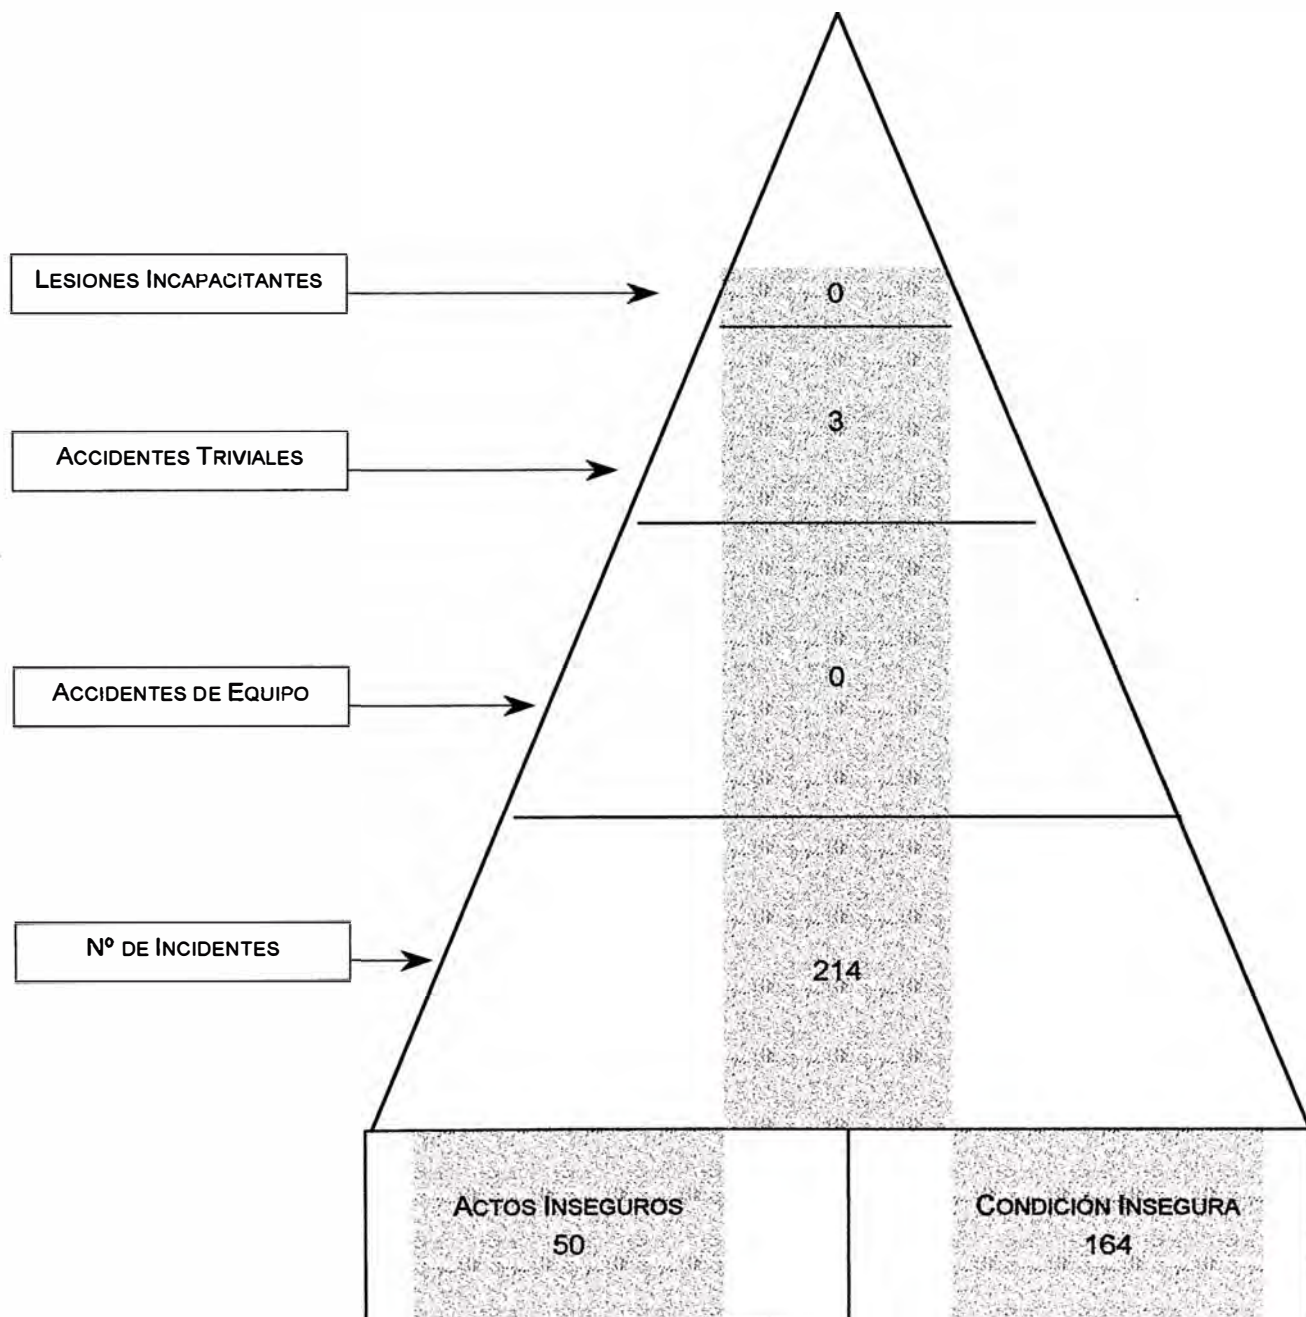 LESIONES INCAPACITANTES
0
ACCIDENTES TRIVIALES
3
ACCIDENTES DE EQUIPO
0
Nº DE INCIDENTES
214
ACTOS INSEGUROS
50
CONDICIÓN INSEGURA
164